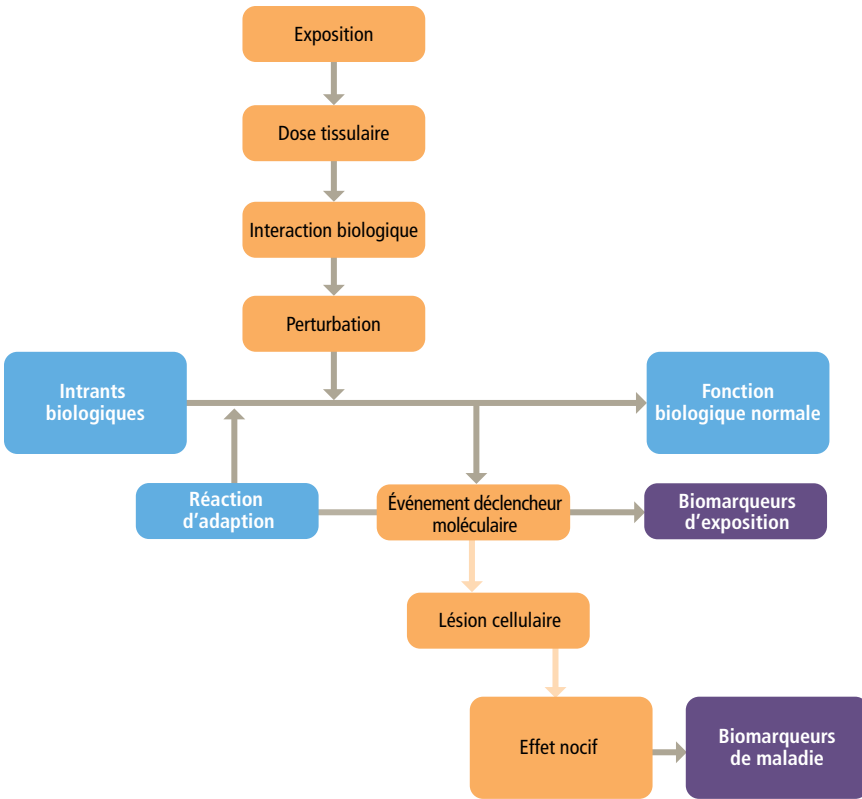 Exposition
Dose tissulaire
Interaction biologique
Perturbation
Intrants
biologiques
Fonction
biologique normale
Réaction
d’adaption
Événement déclencheur
moléculaire
Biomarqueurs
d’exposition
Lésion cellulaire
Effet nocif
Biomarqueurs
de maladie